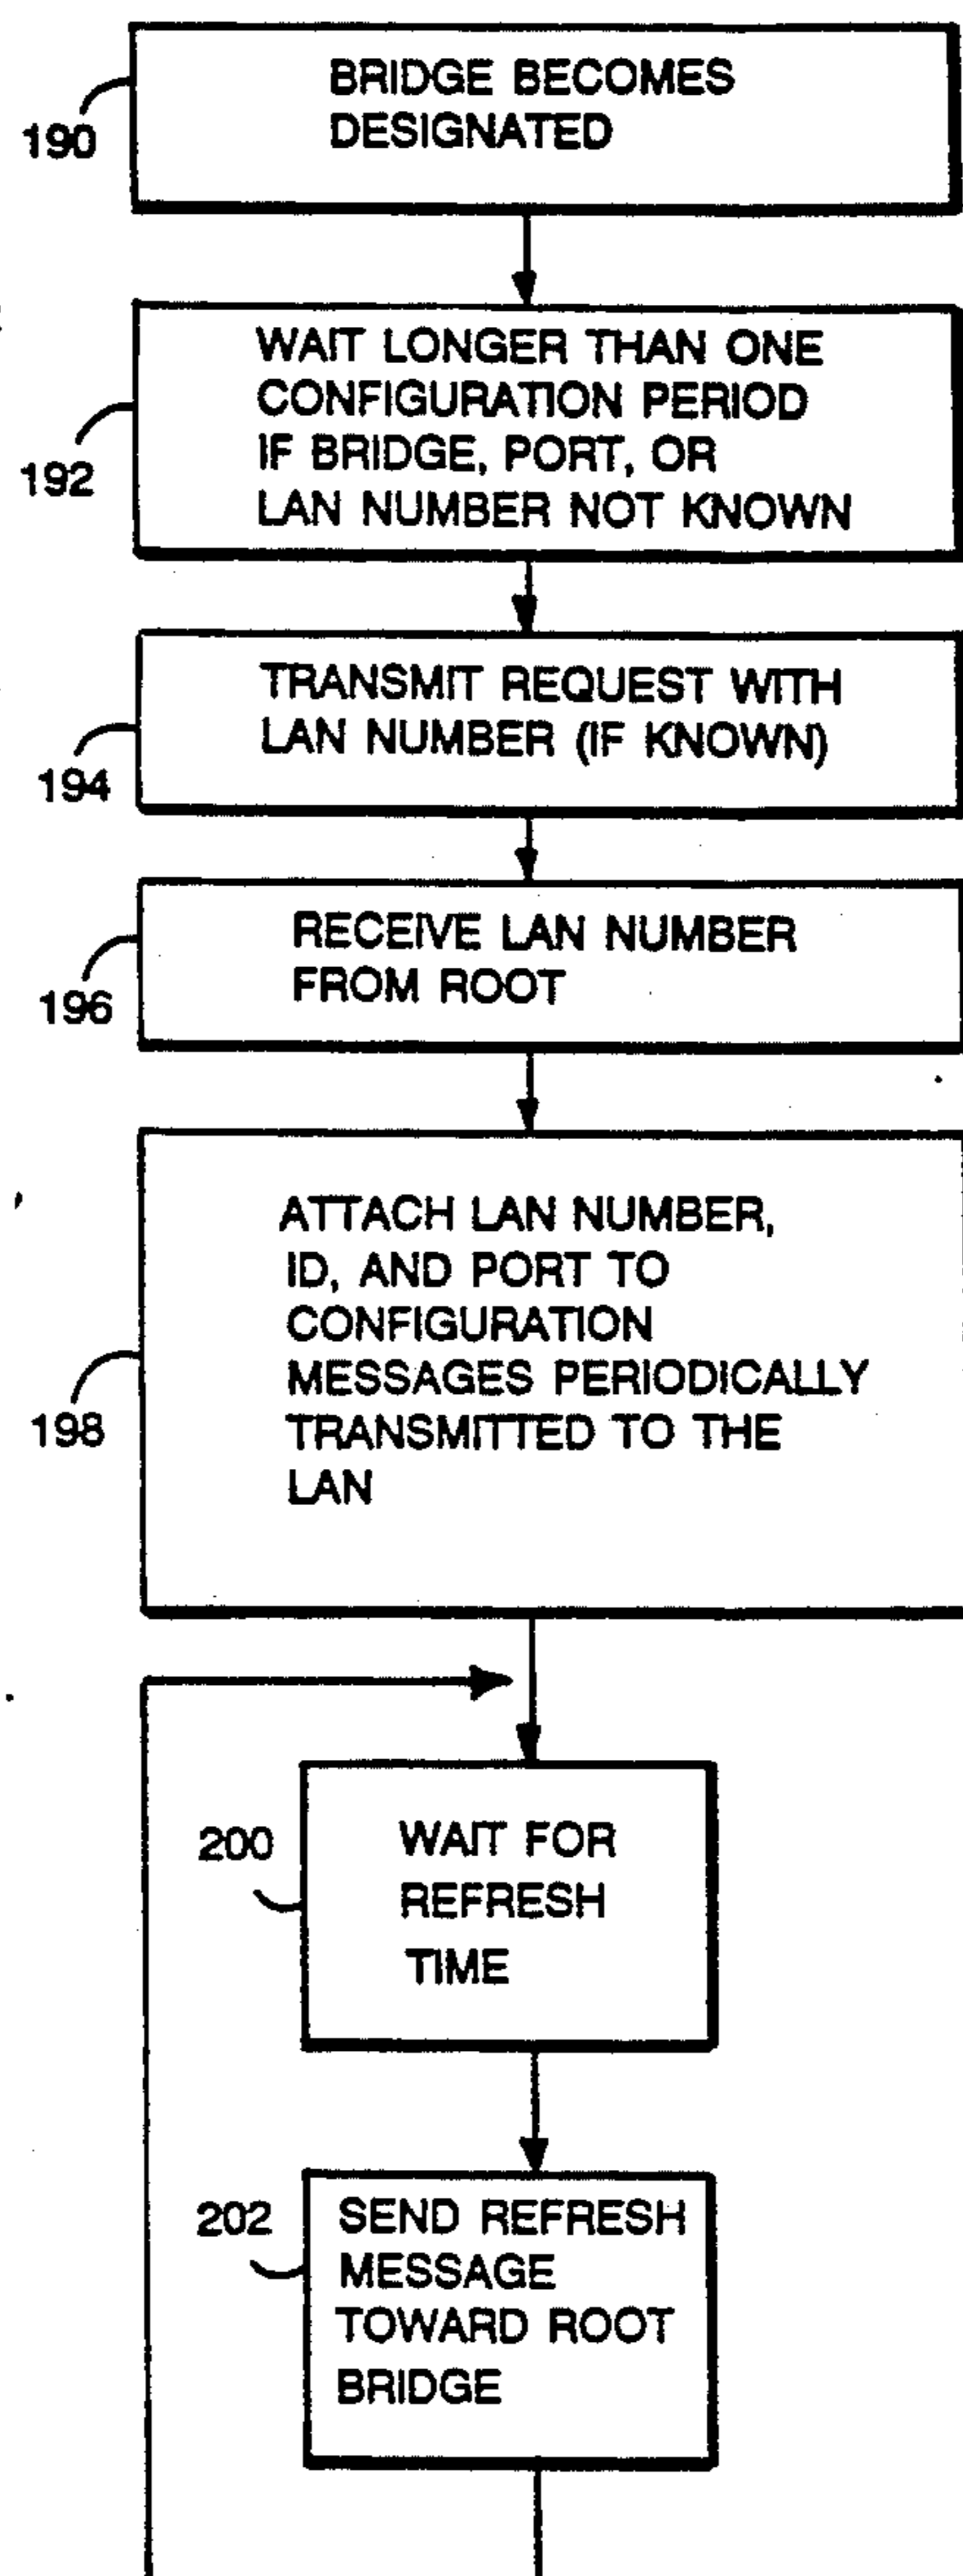 BRIDGE BECOMES
DESIGNATED
190
WAIT LONGER THAN ONE
CONFIGURATION PERIOD
IF BRIDGE, PORT, OR
LAN NUMBER NOT KNOWN
192
TRANSMIT REQUEST WITH
LAN NUMBER (IF KNOWN)
194
RECEIVE LAN NUMBER
FROM ROOT
196
ATTACH LAN NUMBER,
ID, AND PORT TO
CONFIGURATION
MESSAGES PERIODICALLY
TRANSMITTED TO THE
LAN
198
200
WAIT FOR
REFRESH
TIME
202
SEND REFRESH
MESSAGE
TOWARD ROOT
BRIDGE